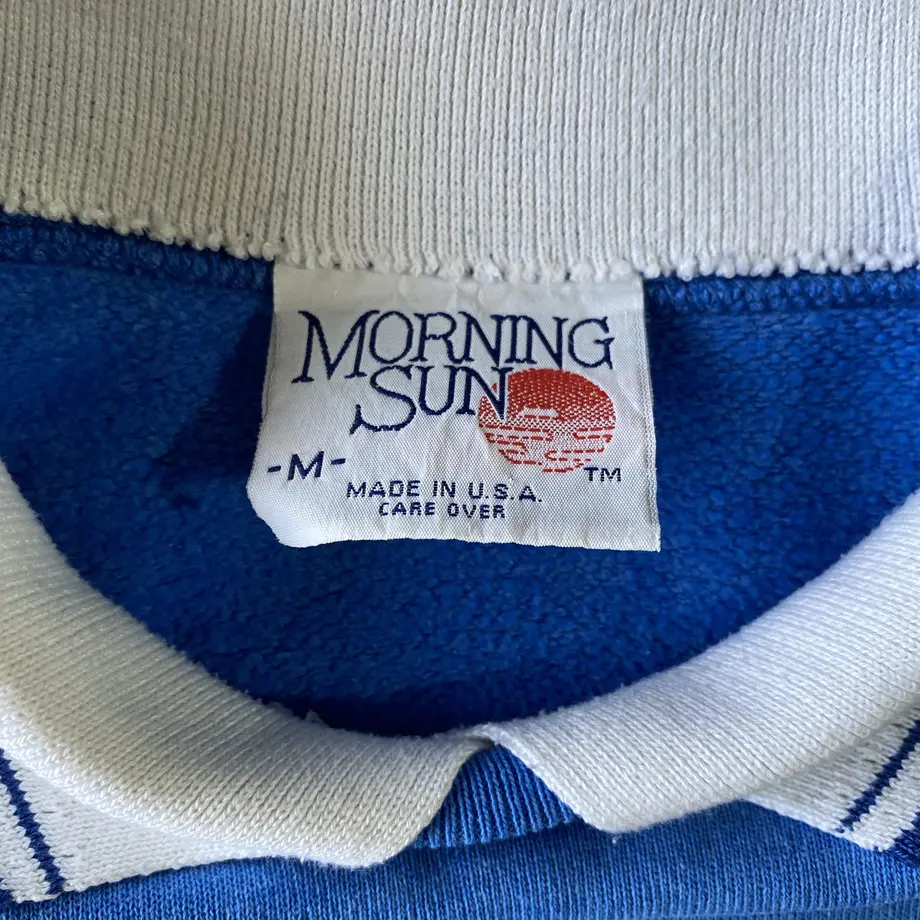 MORNING
SUN
-M-
TM
MADE IN U.S.A.
CARE OVER